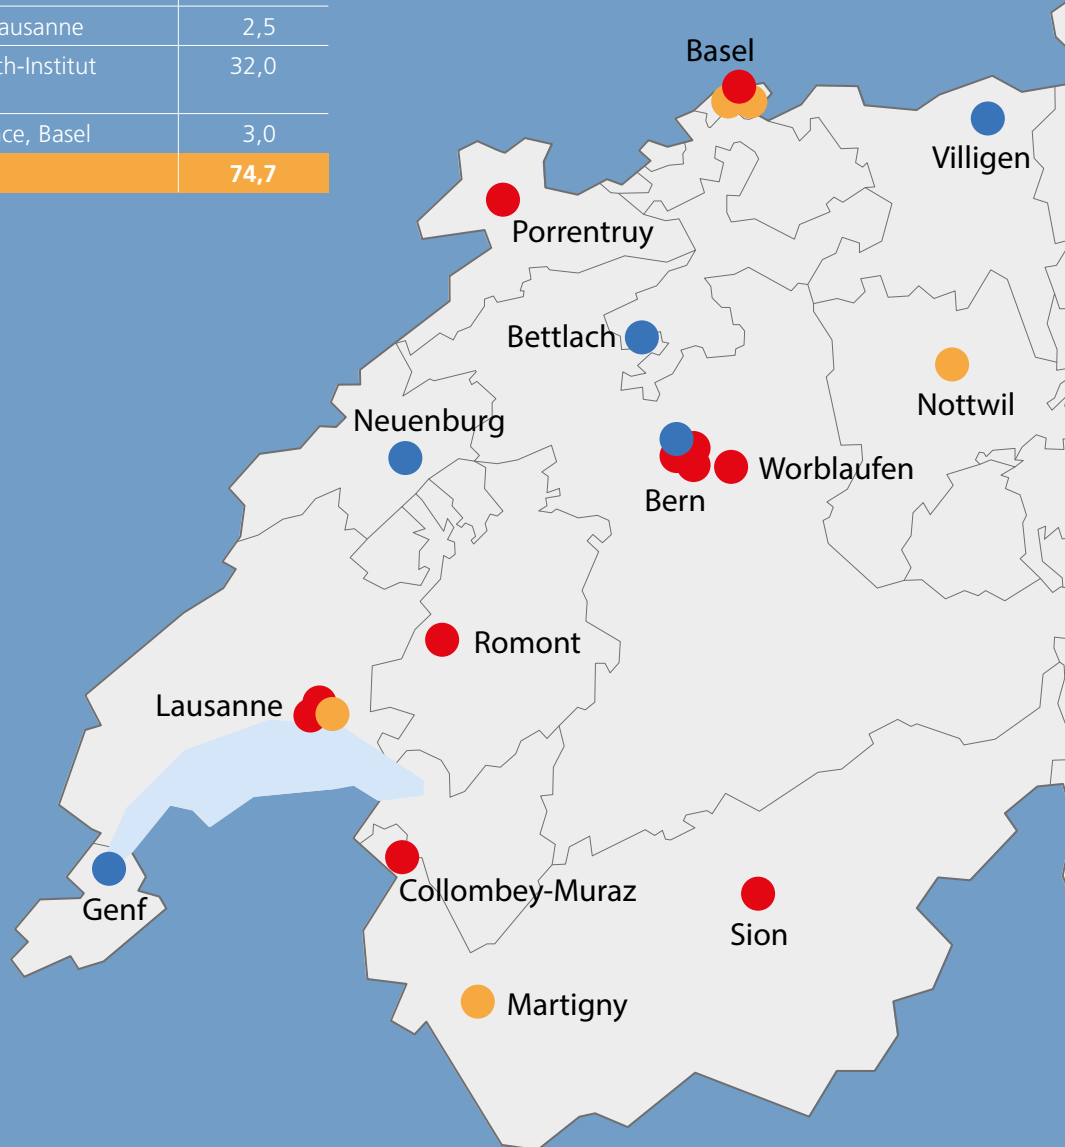 ausanne 2,5
th-Institut 32,0
ce, Basel 3,0
74,7
Basel
Villigen
Porrentruy
Bettlach
Nottwil
Neuenburg
Worblaufen
Bern
Romont
Lausanne
Collombey-Muraz
Genf
Sion
Martigny